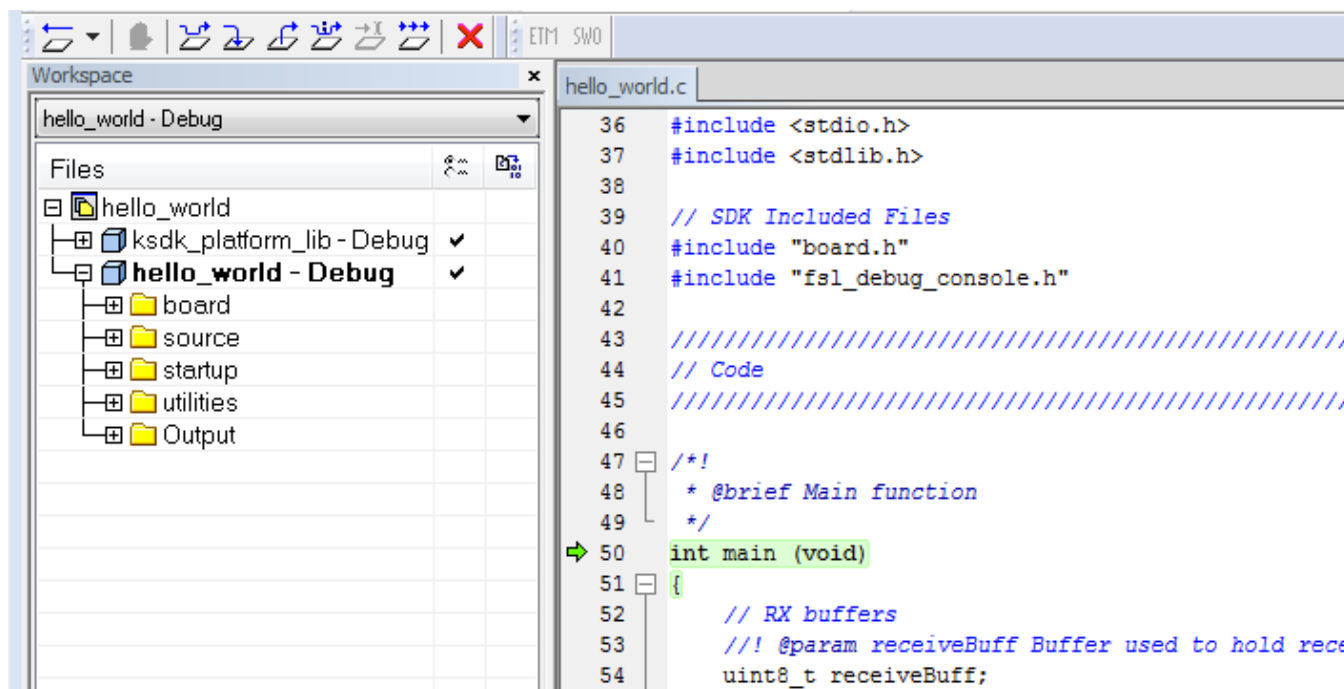 ETM SWO
Workspace
hello_world - Debug
Files
hello_world
ksdk_platform_lib - Debug
hello_world - Debug
board
source
startup
utilities
Output
hello_world.c
36 #include <stdio.h>
37 #include <stdlib.h>
38
39 // SDK Included Files
40 #include "board.h"
41 #include "fsl_debug_console.h"
42
43 ///////////////////////////////////////////////////
44 // Code
45 ///////////////////////////////////////////////////
46
47 /*!
48 * @brief Main function
49 */
50 int main (void)
51 {
52 // RX buffers
53 //! @param receiveBuff Buffer used to hold rece
54 uint8_t receiveBuff;